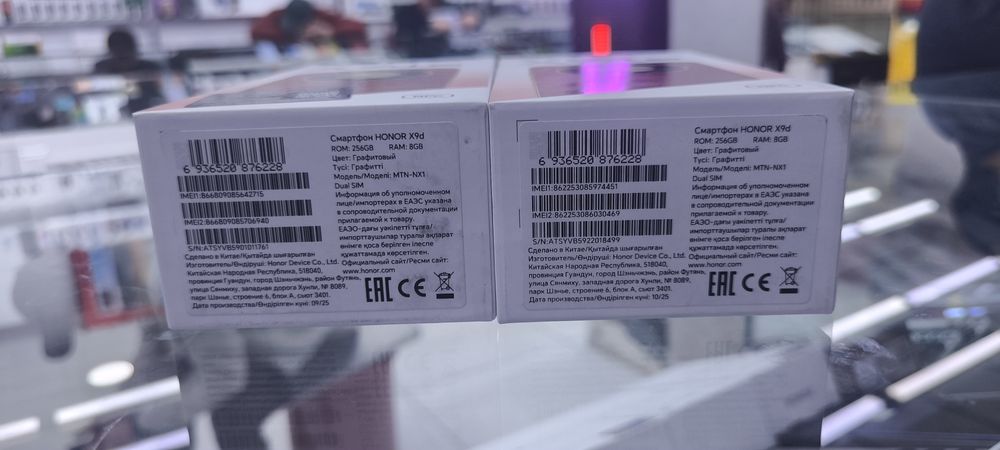 Смартфон HONOR X9d
ROM: 256GB RAM: 8GB
Цвет: Графитовый
Түсі: Графитті
Модель/Моделі: MTN-NX1
Dual SIM
Информация об уполномоченном
лице/импортерах в ЕАЭС указана
в сопроводительной документации
прилагаемой к товару.
ЕАЭО-дағы уәкілетті тұлға/
импорттаушылар туралы ақпарат
өнімге қоса берілген ілеспе
құжаттамада көрсетілген.
Официальный сайт/Ресми сайт:
www.honor.com
6 936520 876228
IMEI1:866809085642715
IMEI2:866809085706940
S/N:ATSYVB5901D11761
Сделано в Китае/Қытайда шығарылған
Изготовитель/Өндіруші: Honor Device Co., Ltd.
Китайская Народная Республика, 518040,
провинция Гуандун, город Шэньчжэнь, район Футянь,
улица Сянмиху, западная дорога Хунли, № 8089,
парк Шэнье, строение 6, блок А, сьют 3401.
Дата производства/Өндірілген күні: 09/25
EAC CE
Смартфон HONOR X9d
ROM: 256GB RAM: 8GB
Цвет: Графитовый
Түсі: Графитті
Модель/Моделі: MTN-NX1
Dual SIM
Информация об уполномоченном
лице/импортерах в ЕАЭС указана
в сопроводительной документации
прилагаемой к товару.
ЕАЭО-дағы уәкілетті тұлға/
импорттаушылар туралы ақпарат
өнімге қоса берілген ілеспе
құжаттамада көрсетілген.
Официальный сайт/Ресми сайт:
www.honor.com
6 936520 876228
IMEI1:862253085974451
IMEI2:862253086030469
S/N:ATSYVB5922018499
Сделано в Китае/Қытайда шығарылған
Изготовитель/Өндіруші: Honor Device Co., Ltd.
Китайская Народная Республика, 518040,
провинция Гуандун, город Шэньчжэнь, район Футянь,
улица Сянмиху, западная дорога Хунли, № 8089,
парк Шэнье, строение 6, блок А, сьют 3401.
Дата производства/Өндірілген күні: 10/25
EAC CE